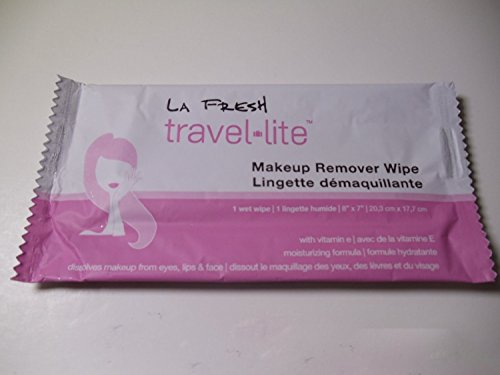 LA FRESH
travel lite™
Makeup Remover Wipe
Lingette démaquillante
1 wet wipe | 1 lingette humide | 8" x 7" | 20,3 cm x 17,7 cm
with vitamin e | avec de la vitamine E
moisturizing formula | formule hydratante
dissolves makeup from eyes, lips & face | dissout le maquillage des yeux, des lèvres et du visage